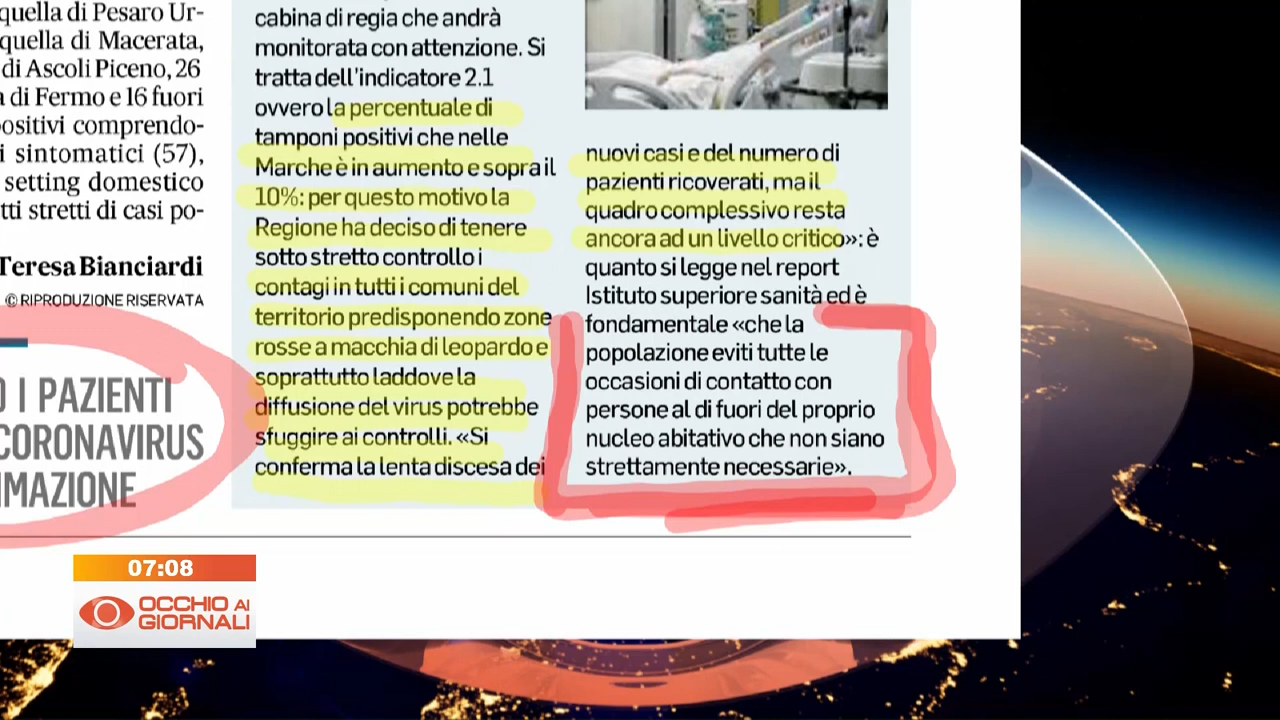 quella di Pesaro Ur-
quella di Macerata,
di Ascoli Piceno, 26
di Fermo e 16 fuori
positivi comprendo-
sintomatici (57),
setting domestico
tti stretti di casi po-
Teresa Bianciardi
© RIPRODUZIONE RISERVATA
I PAZIENTI
CORONAVIRUS
IMAZIONE
cabina di regia che andrà
monitorata con attenzione. Si
tratta dell'indicatore 2.1
ovvero la percentuale di
tamponi positivi che nelle
Marche è in aumento e sopra il
10%: per questo motivo la
Regione ha deciso di tenere
sotto stretto controllo i
contagi in tutti i comuni del
territorio predisponendo zone
rosse a macchia di leopardo e
soprattutto laddove la
diffusione del virus potrebbe
sfuggire ai controlli. «Si
conferma la lenta discesa dei
nuovi casi e del numero di
pazienti ricoverati, ma il
quadro complessivo resta
ancora ad un livello critico»: è
quanto si legge nel report
Istituto superiore sanità ed è
fondamentale «che la
popolazione eviti tutte le
occasioni di contatto con
persone al di fuori del proprio
nucleo abitativo che non siano
strettamente necessarie».
07:08
OCCHIO AI
GIORNALI